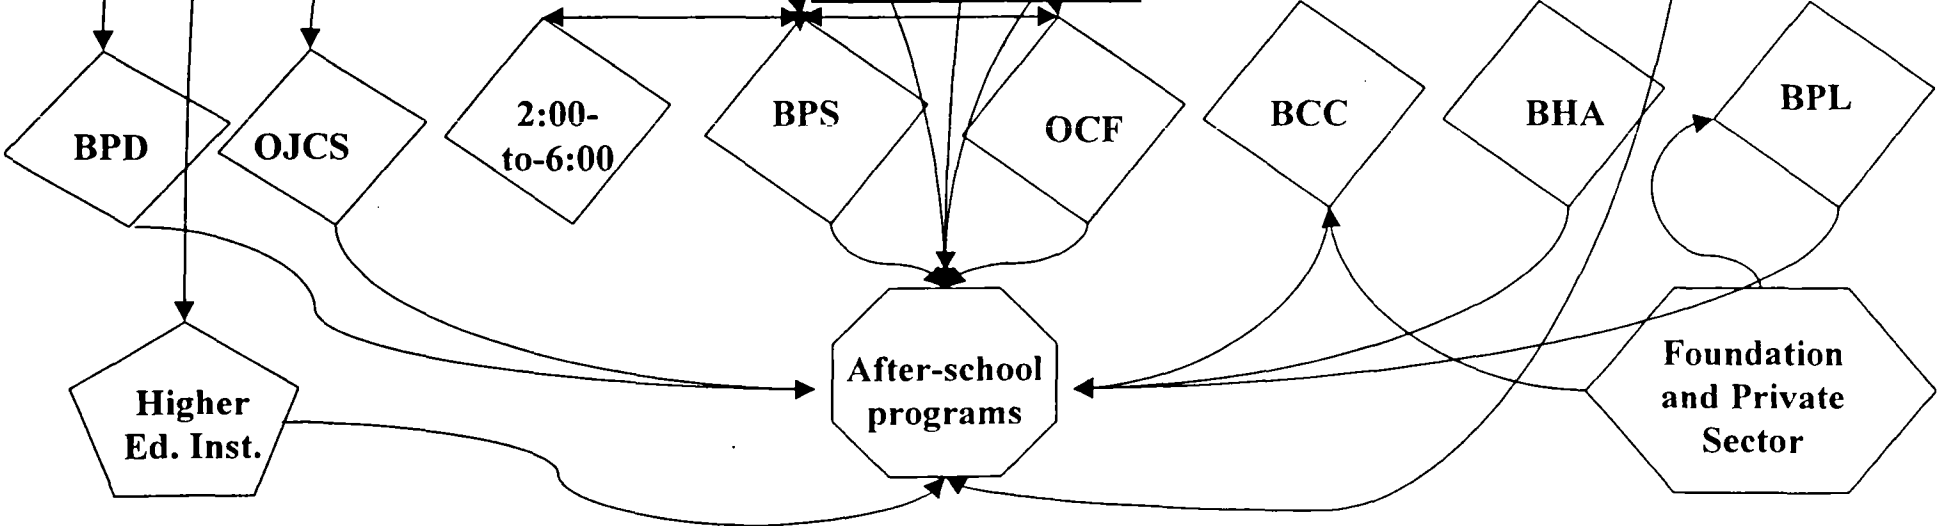 BPD
OJCS
2:00-
to-6:00
BPS
OCF
BCC
BHA
BPL
Higher
Ed. Inst.
After-school
programs
Foundation
and Private
Sector